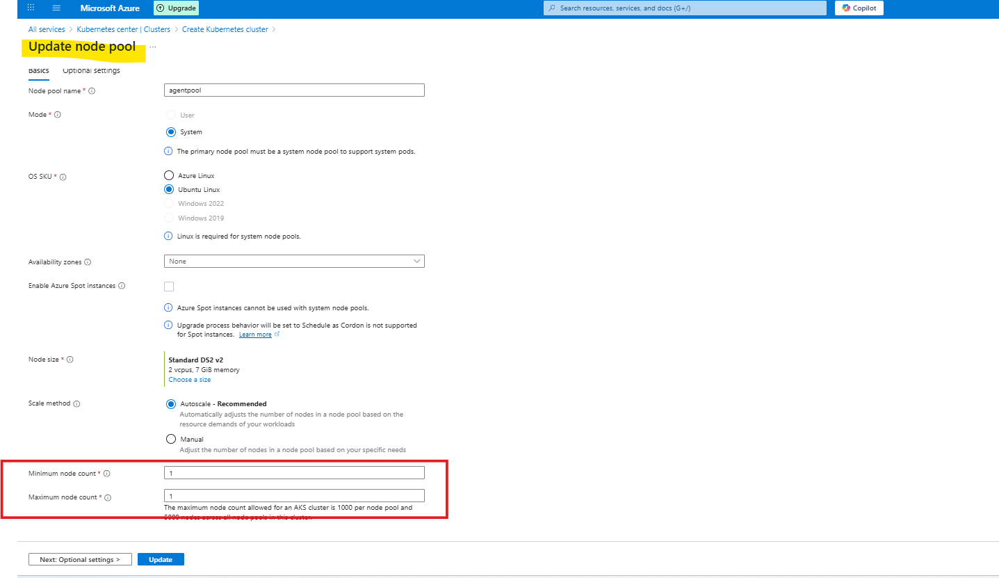 Microsoft Azure
Upgrade
Search resources, services, and docs (G+/)
Copilot
All services > Kubernetes center | Clusters > Create Kubernetes cluster >
Update node pool ...
Basics Optional settings
Node pool name *
agentpool
Mode *
User
System
The primary node pool must be a system node pool to support system pods.
OS SKU *
Azure Linux
Ubuntu Linux
Windows 2022
Windows 2019
Linux is required for system node pools.
Availability zones
None
Enable Azure Spot instances
Azure Spot instances cannot be used with system node pools.
Upgrade process behavior will be set to Schedule as Cordon is not supported
for Spot instances. Learn more
Node size *
Standard DS2 v2
2 vcpus, 7 GiB memory
Choose a size
Scale method
Autoscale - Recommended
Automatically adjusts the number of nodes in a node pool based on the
resource demands of your workloads
Manual
Adjust the number of nodes in a node pool based on your specific needs
Minimum node count *
1
Maximum node count *
1
The maximum node count allowed for an AKS cluster is 1000 per node pool and
5000 nodes across all node pools in this cluster.
Next: Optional settings >
Update